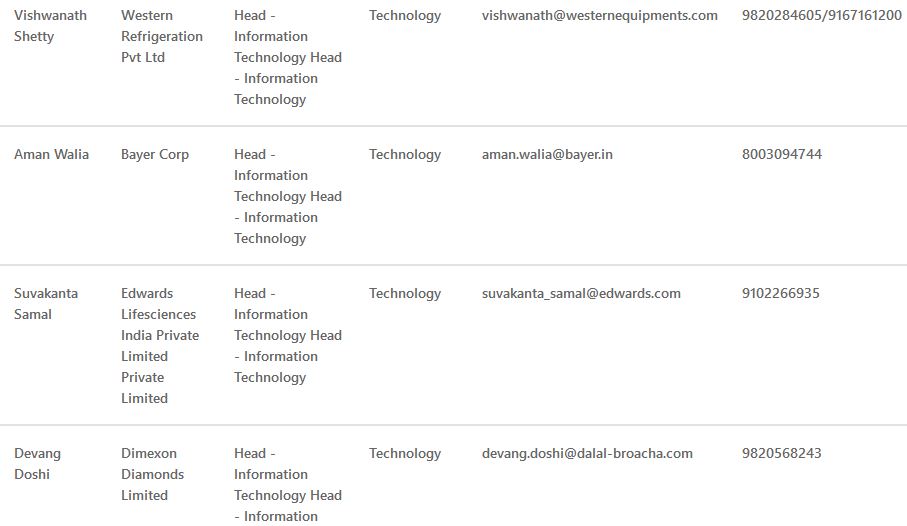 Vishwanath Shetty	Western Refrigeration Pvt Ltd	Head - Information Technology Head - Information Technology	Technology	vishwanath@westernequipments.com	9820284605/9167161200
Aman Walia	Bayer Corp	Head - Information Technology Head - Information Technology	Technology	aman.walia@bayer.in	8003094744
Suvakanta Samal	Edwards Lifesciences India Private Limited Private Limited	Head - Information Technology Head - Information Technology	Technology	suvakanta_samal@edwards.com	9102266935
Devang Doshi	Dimexon Diamonds Limited	Head - Information Technology Head - Information	Technology	devang.doshi@dalal-broacha.com	9820568243